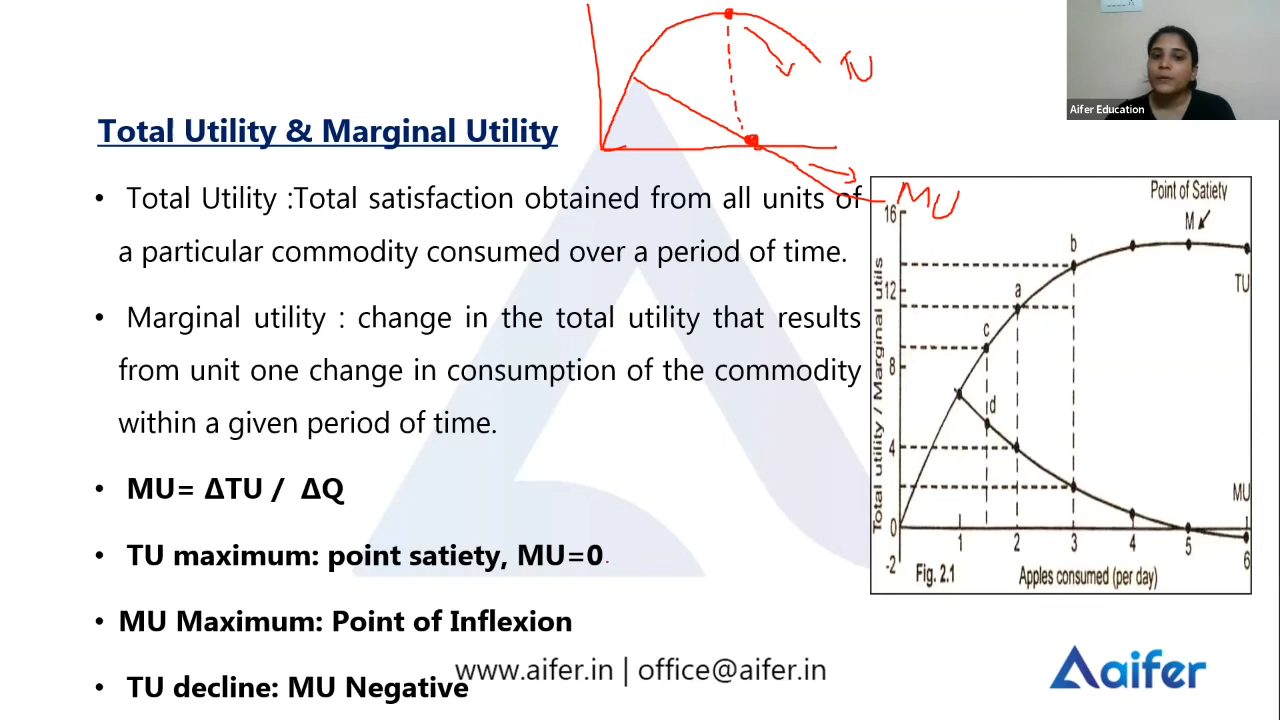 TU
Aifer Education
Total Utility & Marginal Utility
• Total Utility :Total satisfaction obtained from all units of
a particular commodity consumed over a period of time.
• Marginal utility : change in the total utility that results
from unit one change in consumption of the commodity
within a given period of time.
• MU= ΔTU / ΔQ
• TU maximum: point satiety, MU=0
• MU Maximum: Point of Inflexion
• TU decline: MU Negative
MU
Point of Satiety
M
16
b
TU
12
a
c
8
d
4
MU
0
1 2 3 4 5 6
-2
Total utility / Marginal utils
Fig. 2.1 Apples consumed (per day)
www.aifer.in | office@aifer.in
aifer